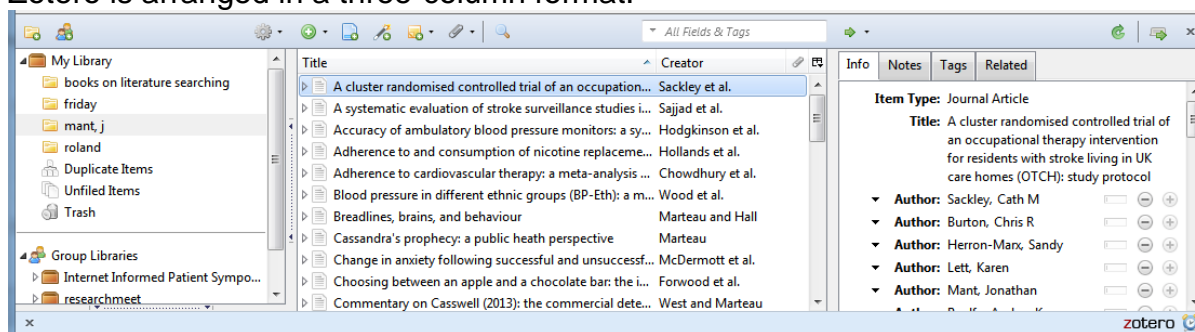 Zotero is arranged in a three-column format.
All Fields & Tags
My Library
books on literature searching
friday
mant, j
roland
Duplicate Items
Unfiled Items
Trash
Group Libraries
Internet Informed Patient Sympo...
researchmeet
Title Creator
A cluster randomised controlled trial of an occupation... Sackley et al.
A systematic evaluation of stroke surveillance studies i... Sajjad et al.
Accuracy of ambulatory blood pressure monitors: a sy... Hodgkinson et al.
Adherence to and consumption of nicotine replaceme... Hollands et al.
Adherence to cardiovascular therapy: a meta-analysis ... Chowdhury et al.
Blood pressure in different ethnic groups (BP-Eth): a m... Wood et al.
Breadlines, brains, and behaviour Marteau and Hall
Cassandra's prophecy: a public heath perspective Marteau
Change in anxiety following successful and unsuccessf... McDermott et al.
Choosing between an apple and a chocolate bar: the i... Forwood et al.
Commentary on Casswell (2013): the commercial dete... West and Marteau
Info Notes Tags Related
Item Type: Journal Article
Title: A cluster randomised controlled trial of
an occupational therapy intervention
for residents with stroke living in UK
care homes (OTCH): study protocol
Author: Sackley, Cath M
Author: Burton, Chris R
Author: Herron-Marx, Sandy
Author: Lett, Karen
Author: Mant, Jonathan
zotero